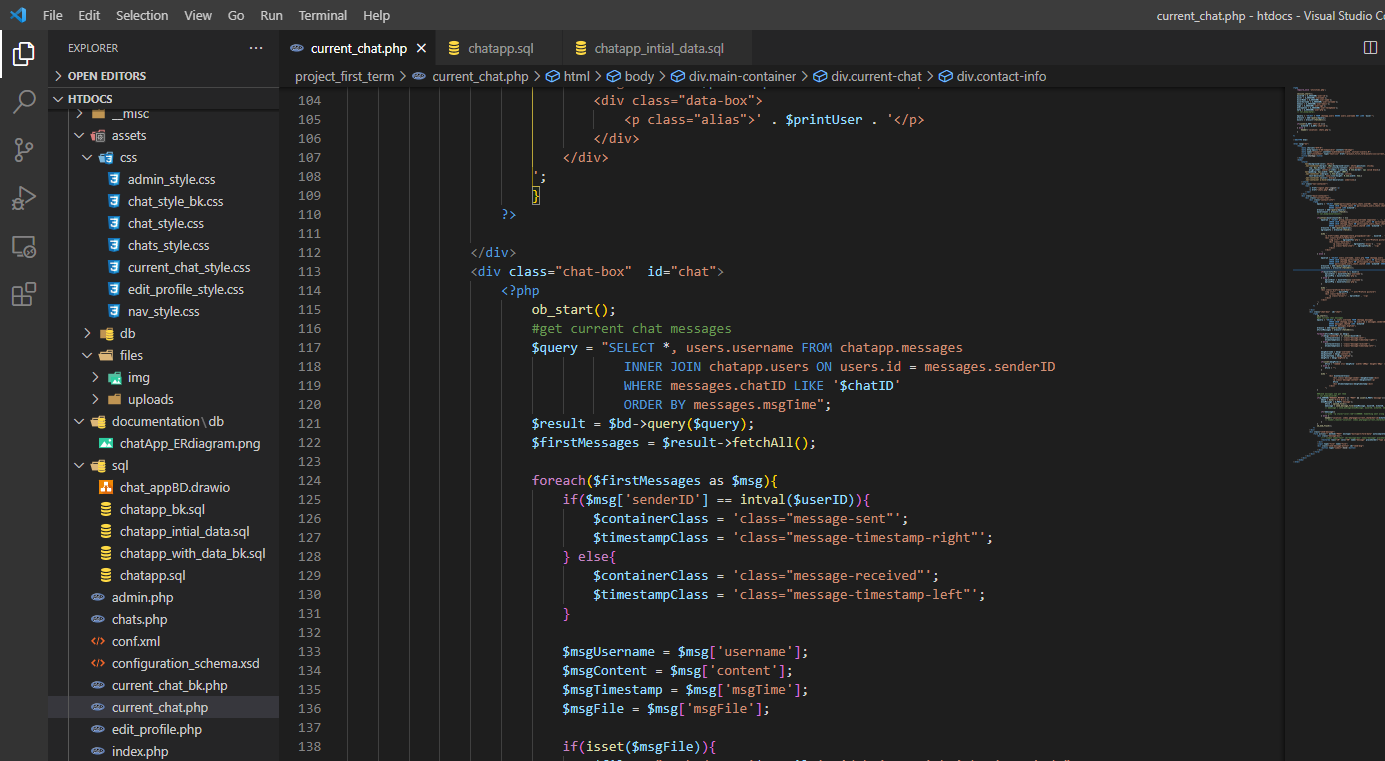 File Edit Selection View Go Run Terminal Help current_chat.php - htdocs - Visual Studio Co
EXPLORER ···
current_chat.php × chatapp.sql chatapp_intial_data.sql
OPEN EDITORS
project_first_term > current_chat.php > html > body > div.main-container > div.current-chat > div.contact-info
HTDOCS
__misc
assets
css
admin_style.css
chat_style_bk.css
chat_style.css
chats_style.css
current_chat_style.css
edit_profile_style.css
nav_style.css
db
files
img
uploads
documentation \ db
chatApp_ERdiagram.png
sql
chat_appBD.drawio
chatapp_bk.sql
chatapp_intial_data.sql
chatapp_with_data_bk.sql
chatapp.sql
admin.php
chats.php
conf.xml
configuration_schema.xsd
current_chat_bk.php
current_chat.php
edit_profile.php
index.php
104 <div class="data-box">
105 <p class="alias">' . $printUser . '</p>
106 </div>
107 </div>
108 ';
109 }
110 ?>
111
112 </div>
113 <div class="chat-box"  id="chat">
114 <?php
115 ob_start();
116 #get current chat messages
117 $query = "SELECT *, users.username FROM chatapp.messages
118 INNER JOIN chatapp.users ON users.id = messages.senderID
119 WHERE messages.chatID LIKE '$chatID'
120 ORDER BY messages.msgTime";
121 $result = $bd->query($query);
122 $firstMessages = $result->fetchAll();
123
124 foreach($firstMessages as $msg){
125 if($msg['senderID'] == intval($userID)){
126 $containerClass = 'class="message-sent"';
127 $timestampClass = 'class="message-timestamp-right"';
128 } else{
129 $containerClass = 'class="message-received"';
130 $timestampClass = 'class="message-timestamp-left"';
131 }
132
133 $msgUsername = $msg['username'];
134 $msgContent = $msg['content'];
135 $msgTimestamp = $msg['msgTime'];
136 $msgFile = $msg['msgFile'];
137
138 if(isset($msgFile)){